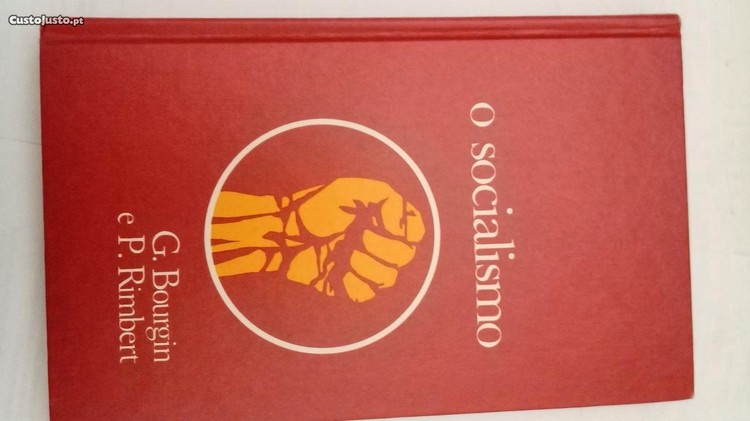 CustoJusto.pt
o socialismo
G. Bourgin
e P. Rimbert